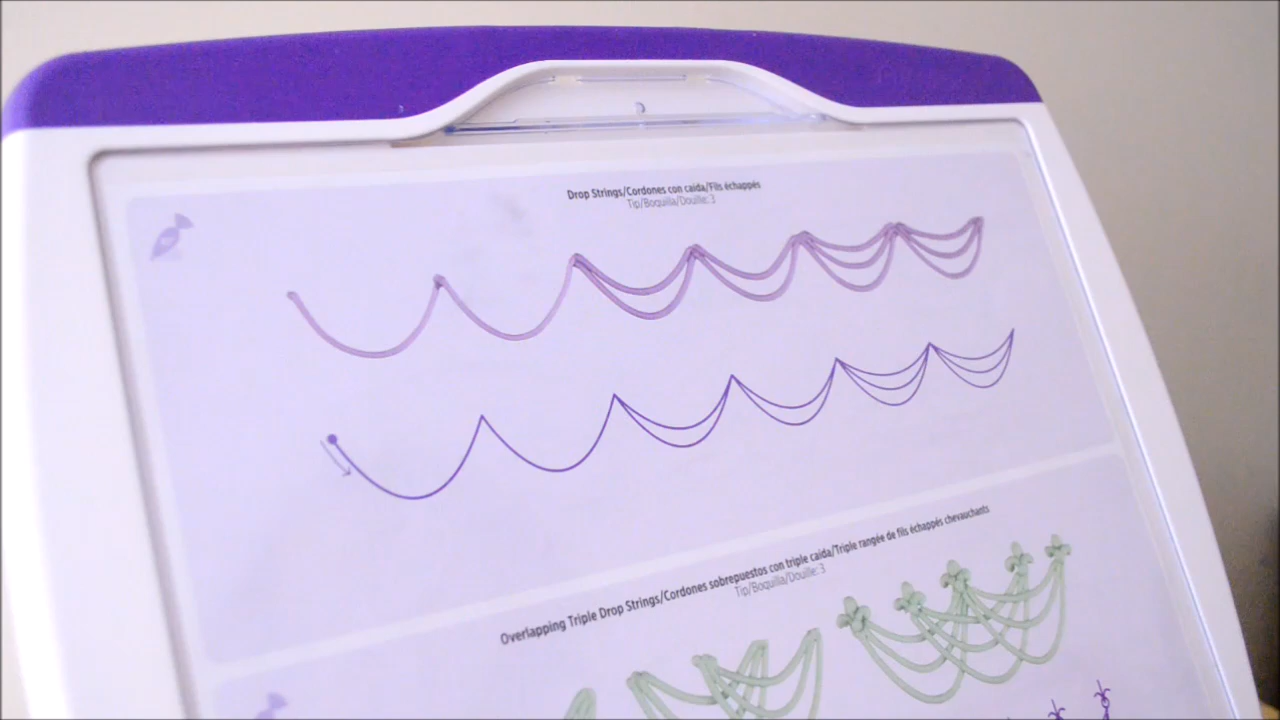 Drop Strings/Cordones con caída/Fils échappés
Tip/Boquilla/Douille: 3
Overlapping Triple Drop Strings/Cordones sobrepuestos con triple caída/Triple rangée de fils échappés chevauchants
Tip/Boquilla/Douille: 3